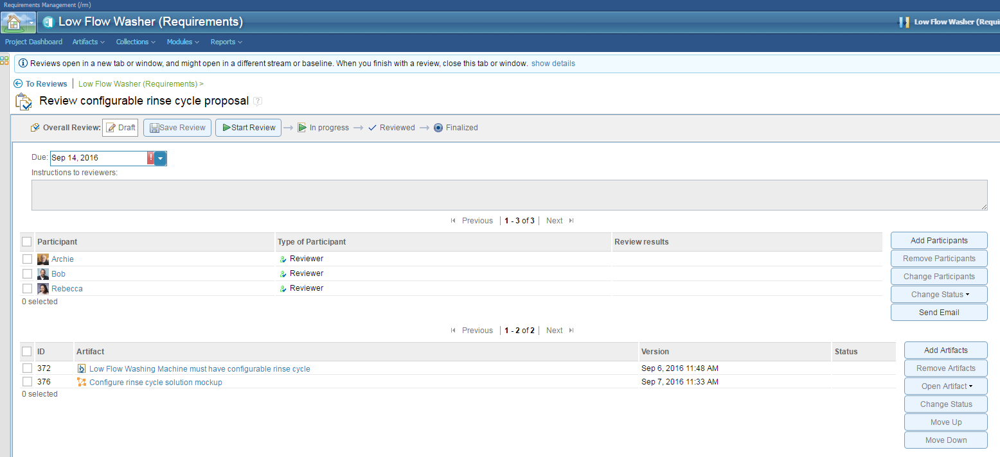 Requirements Management (/rm)
Low Flow Washer (Requirements)
Low Flow Washer (Requi
Project Dashboard Artifacts Collections Modules Reports
Reviews open in a new tab or window, and might open in a different stream or baseline. When you finish with a review, close this tab or window. show details
To Reviews Low Flow Washer (Requirements) >
Review configurable rinse cycle proposal ?
Overall Review: Draft Save Review Start Review In progress Reviewed Finalized
Due: Sep 14, 2016 !
Instructions to reviewers:
Previous 1 - 3 of 3 Next
Participant Type of Participant Review results
Archie Reviewer
Bob Reviewer
Rebecca Reviewer
0 selected
Add Participants
Remove Participants
Change Participants
Change Status
Send Email
Previous 1 - 2 of 2 Next
ID Artifact Version Status
372 Low Flow Washing Machine must have configurable rinse cycle Sep 6, 2016 11:48 AM
376 Configure rinse cycle solution mockup Sep 7, 2016 11:33 AM
0 selected
Add Artifacts
Remove Artifacts
Open Artifact
Change Status
Move Up
Move Down